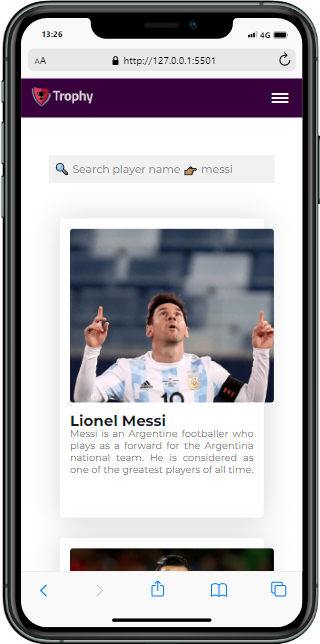 13:26
4G
AA
http://127.0.0.1:5501
Trophy
Search player name 👉 messi
10
Lionel Messi
Messi is an Argentine footballer who
plays as a forward for the Argentina
national team. He is considered as
one of the greatest players of all time.